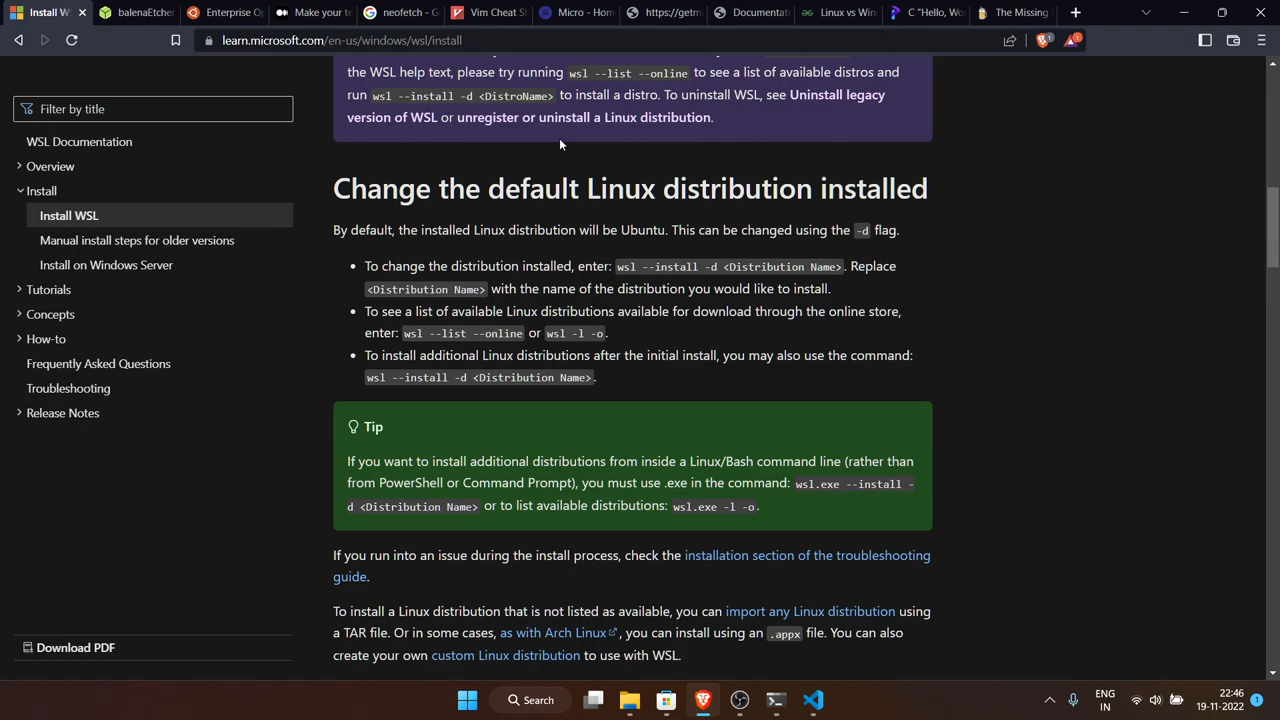 Install W
balenaEtcher
Enterprise Op
Make your te
neofetch - G
Vim Cheat S
Micro - Hom
https://getm
Documentati
Linux vs Win
C "Hello, Wo
The Missing
learn.microsoft.com/en-us/windows/wsl/install
1
1
Filter by title
WSL Documentation
Overview
Install
Install WSL
Manual install steps for older versions
Install on Windows Server
Tutorials
Concepts
How-to
Frequently Asked Questions
Troubleshooting
Release Notes
Download PDF
the WSL help text, please try running wsl --list --online to see a list of available distros and
run wsl --install -d <DistroName> to install a distro. To uninstall WSL, see Uninstall legacy
version of WSL or unregister or uninstall a Linux distribution.
Change the default Linux distribution installed
By default, the installed Linux distribution will be Ubuntu. This can be changed using the -d flag.
• To change the distribution installed, enter: wsl --install -d <Distribution Name>. Replace
<Distribution Name> with the name of the distribution you would like to install.
• To see a list of available Linux distributions available for download through the online store,
enter: wsl --list --online or wsl -l -o.
• To install additional Linux distributions after the initial install, you may also use the command:
wsl --install -d <Distribution Name>.
Tip
If you want to install additional distributions from inside a Linux/Bash command line (rather than
from PowerShell or Command Prompt), you must use .exe in the command: wsl.exe --install -
d <Distribution Name> or to list available distributions: wsl.exe -l -o.
If you run into an issue during the install process, check the installation section of the troubleshooting
guide.
To install a Linux distribution that is not listed as available, you can import any Linux distribution using
a TAR file. Or in some cases, as with Arch Linux, you can install using an .appx file. You can also
create your own custom Linux distribution to use with WSL.
Search
ENG
IN
22:46
19-11-2022
1